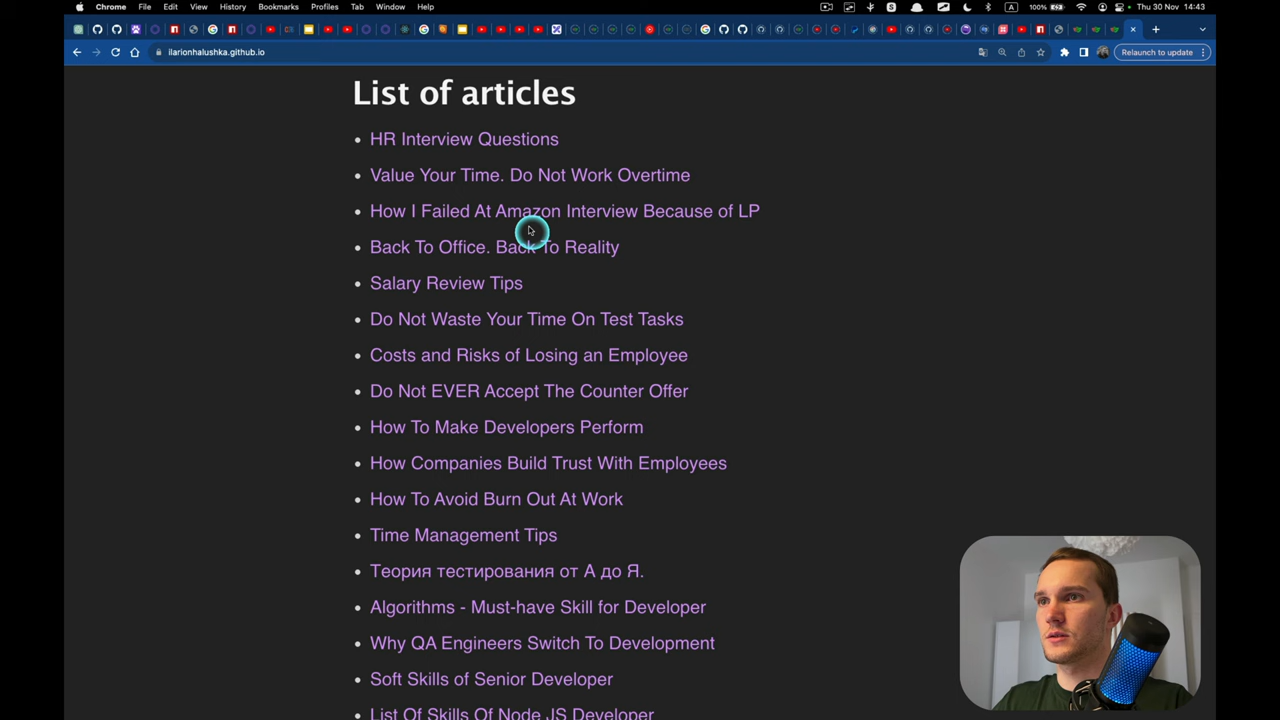 Chrome File Edit View History Bookmarks Profiles Tab Window Help
A 100% Thu 30 Nov 14:43
ilarionhalushka.github.io
Relaunch to update
List of articles
HR Interview Questions
Value Your Time. Do Not Work Overtime
How I Failed At Amazon Interview Because of LP
Back To Office. Back To Reality
Salary Review Tips
Do Not Waste Your Time On Test Tasks
Costs and Risks of Losing an Employee
Do Not EVER Accept The Counter Offer
How To Make Developers Perform
How Companies Build Trust With Employees
How To Avoid Burn Out At Work
Time Management Tips
Теория тестирования от А до Я.
Algorithms - Must-have Skill for Developer
Why QA Engineers Switch To Development
Soft Skills of Senior Developer
List Of Skills Of Node JS Developer